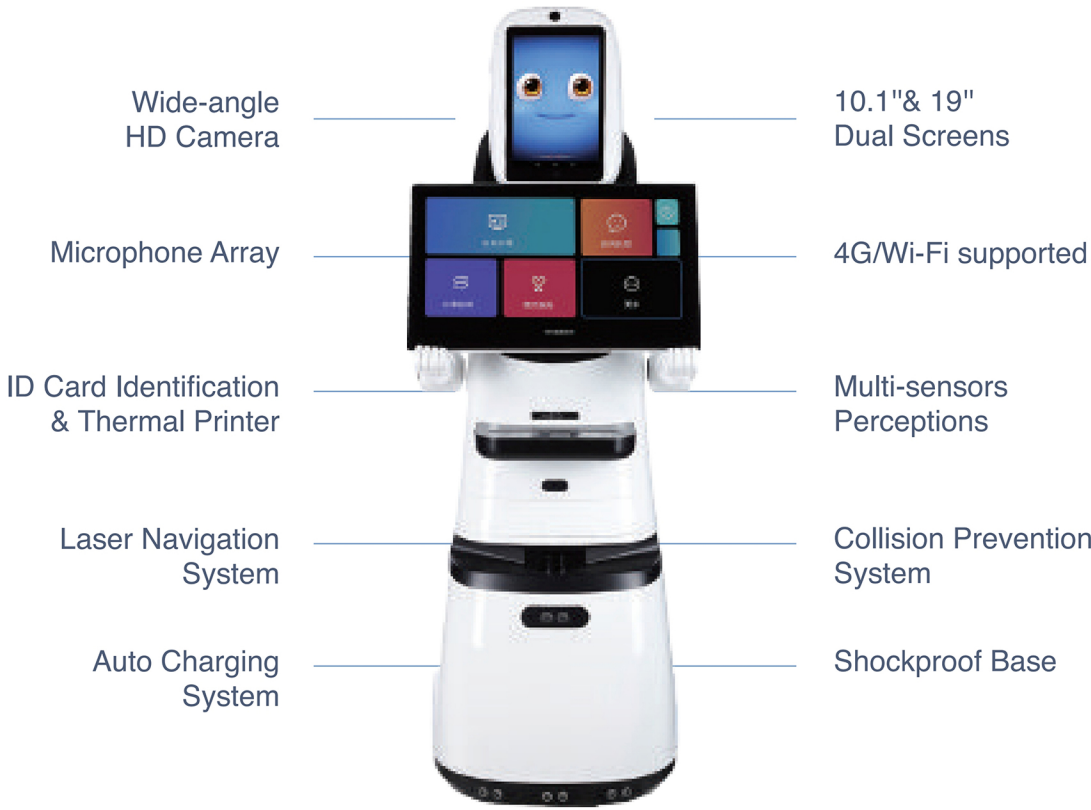 Wide-angle
HD Camera
Microphone Array
ID Card Identification
& Thermal Printer
Laser Navigation
System
Auto Charging
System
10.1"& 19"
Dual Screens
4G/Wi-Fi supported
Multi-sensors
Perceptions
Collision Prevention
System
Shockproof Base